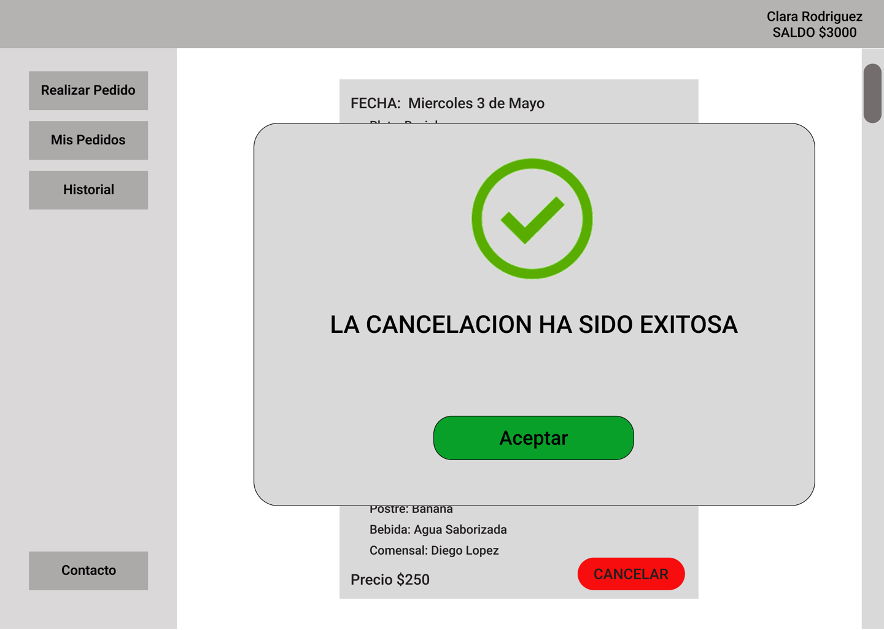 Clara Rodriguez
SALDO $3000
Realizar Pedido
Mis Pedidos
Historial
Contacto
FECHA: Miercoles 3 de Mayo
LA CANCELACION HA SIDO EXITOSA
Aceptar
Postre: Banana
Bebida: Agua Saborizada
Comensal: Diego Lopez
Precio $250
CANCELAR